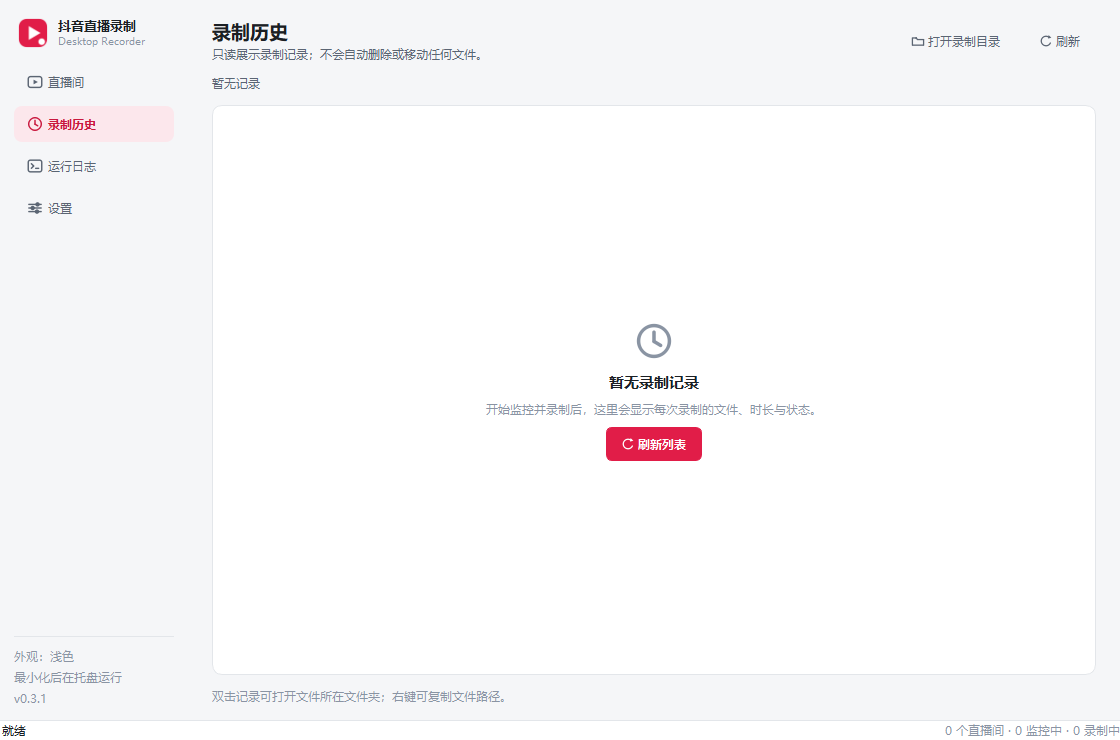 抖音直播录制
Desktop Recorder
直播间
录制历史
运行日志
设置
外观：浅色
最小化后在托盘运行
v0.3.1
录制历史
只读展示录制记录；不会自动删除或移动任何文件。
打开录制目录
刷新
暂无记录
暂无录制记录
开始监控并录制后，这里会显示每次录制的文件、时长与状态。
刷新列表
双击记录可打开文件所在文件夹；右键可复制文件路径。
就绪
0 个直播间 · 0 监控中 · 0 录制中